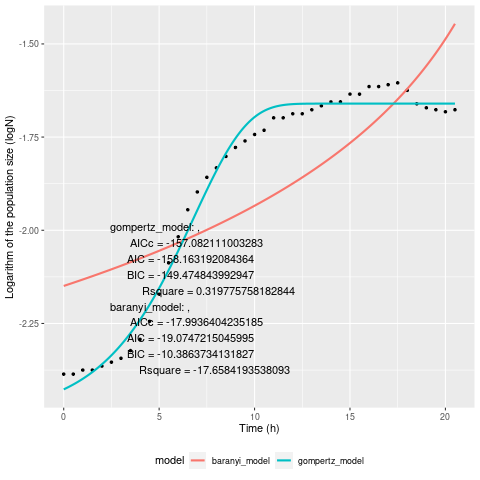 -1.50
-1.75
-2.00
-2.25
Logarithm of the population size (logN)
gompertz_model: ,
AICc = -157.082111003283
AIC = -158.163192084364
BIC = -149.474843992947
Rsquare = 0.319775758182844
baranyi_model: ,
AICc = -17.9936404235185
AIC = -19.0747215045995
BIC = -10.3863734131827
Rsquare = -17.6584193538093
0 5 10 15 20
Time (h)
model baranyi_model gompertz_model